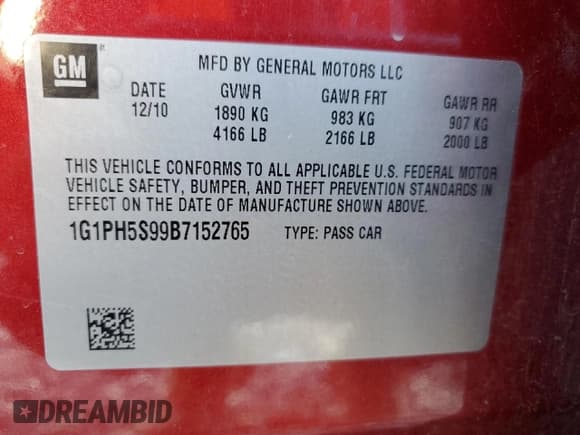 GM
MFD BY GENERAL MOTORS LLC
DATE GVWR GAWR FRT GAWR RR
12/10 1890 KG 983 KG 907 KG
4166 LB 2166 LB 2000 LB
THIS VEHICLE CONFORMS TO ALL APPLICABLE U.S. FEDERAL MOTOR
VEHICLE SAFETY, BUMPER, AND THEFT PREVENTION STANDARDS IN
EFFECT ON THE DATE OF MANUFACTURE SHOWN ABOVE.
1G1PH5S99B7152765 TYPE: PASS CAR
DREAMBID